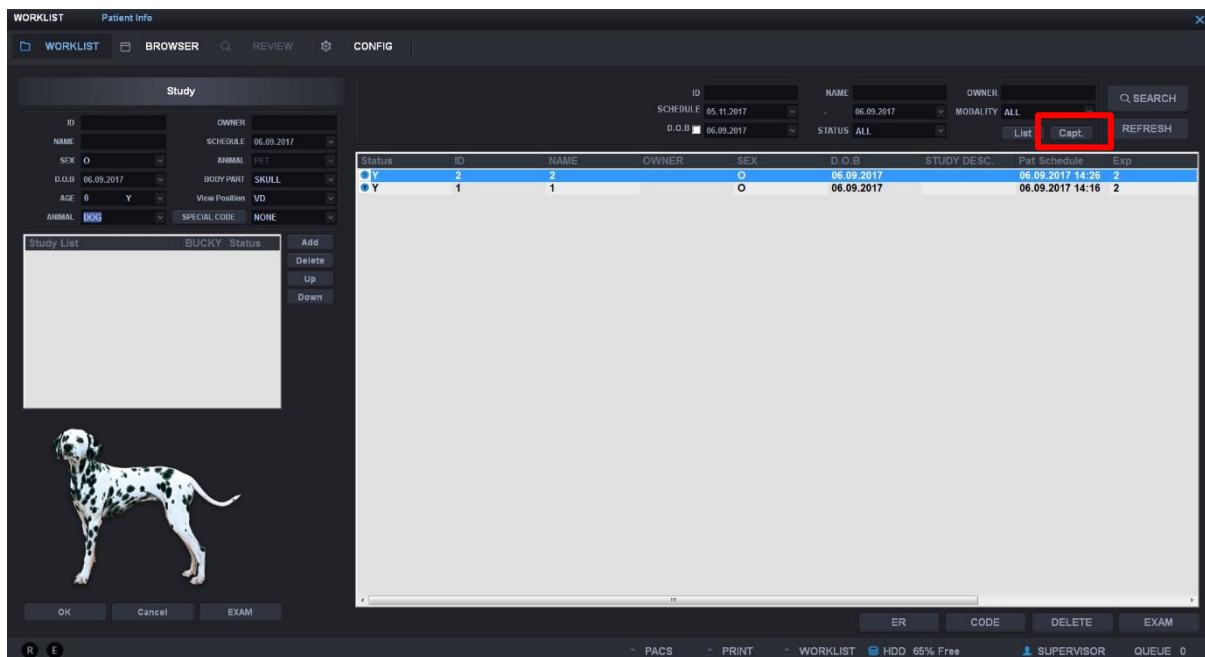 WORKLIST Patient Info
WORKLIST BROWSER REVIEW CONFIG
Study
ID OWNER
NAME SCHEDULE 06.09.2017
SEX O ANIMAL PET
D.O.B 06.09.2017 BODY PART SKULL
AGE 0 Y View Position VD
ANIMAL DOG SPECIAL CODE NONE
Study List BUCKY Status
Add
Delete
Up
Down
OK Cancel EXAM
ID NAME OWNER SEARCH
SCHEDULE 05.11.2017 - 06.09.2017 MODALITY ALL
D.O.B 06.09.2017 STATUS ALL List Capt. REFRESH
Status ID NAME OWNER SEX D.O.B STUDY DESC. Pat Schedule Exp
Y 2 2 O 06.09.2017 06.09.2017 14:26 2
Y 1 1 O 06.09.2017 06.09.2017 14:16 2
ER CODE DELETE EXAM
R E - PACS - PRINT - WORKLIST HDD 65% Free SUPERVISOR QUEUE 0